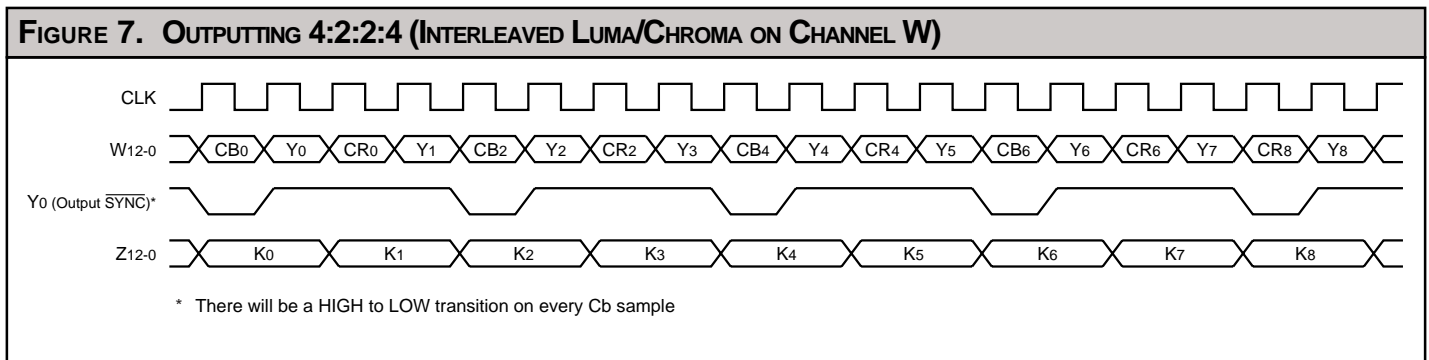 FIGURE 7. OUTPUTTING 4:2:2:4 (INTERLEAVED LUMA/CHROMA ON CHANNEL W)
CLK
W12-0 CB0 Y0 CR0 Y1 CB2 Y2 CR2 Y3 CB4 Y4 CR4 Y5 CB6 Y6 CR6 Y7 CR8 Y8
Y0 (Output SYNC)*
Z12-0 K0 K1 K2 K3 K4 K5 K6 K7 K8
* There will be a HIGH to LOW transition on every Cb sample